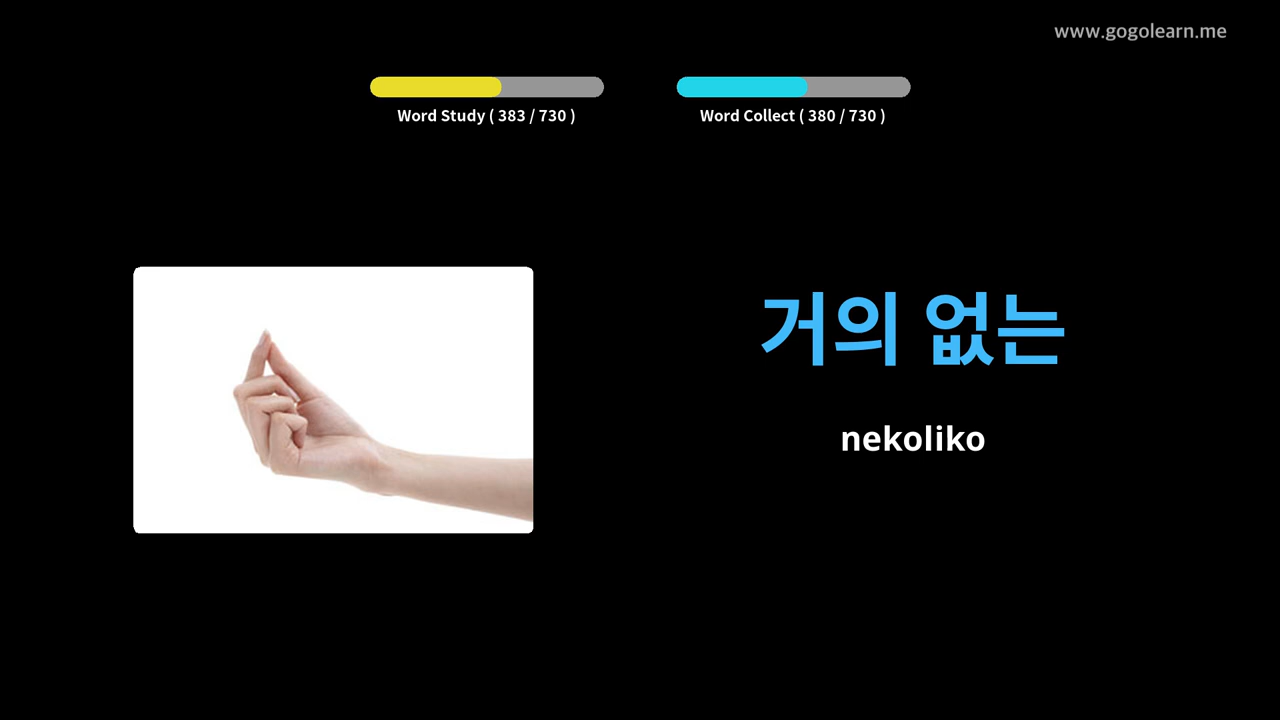 www.gogolearn.me
Word Study ( 383 / 730 )
Word Collect ( 380 / 730 )
거의 없는
nekoliko